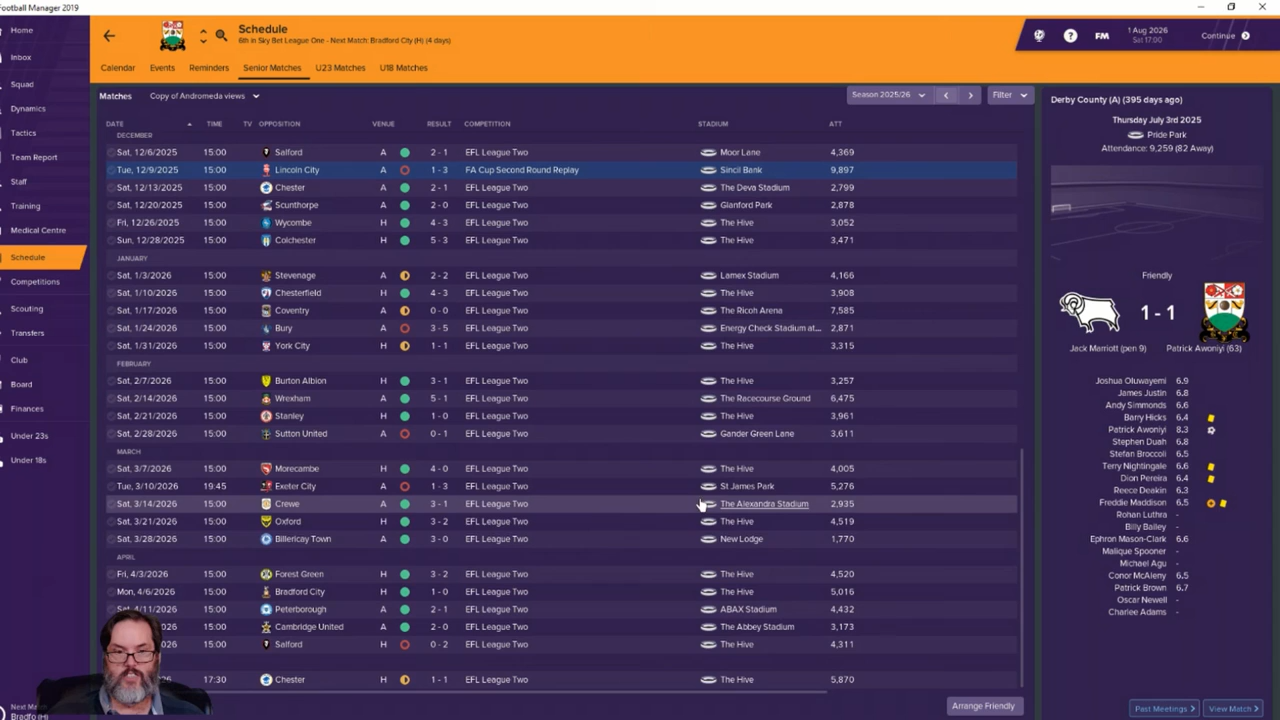 Football Manager 2019
Home
Inbox
Squad
Dynamics
Tactics
Team Report
Staff
Training
Medical Centre
Schedule
Competitions
Scouting
Transfers
Club
Board
Finances
Under 23s
Under 18s
Next Ma
Bradfo
Schedule
6th in Sky Bet League One - Next Match: Bradford City (H) (4 days)
FM
1 Aug 2026
Sat 17:00
Continue
Calendar Events Reminders Senior Matches U23 Matches U18 Matches
Matches Copy of Andromeda views Season 2025/26 Filter
DATE TIME TV OPPOSITION VENUE RESULT COMPETITION STADIUM ATT
DECEMBER
Sat, 12/6/2025 15:00 Salford A 2 - 1 EFL League Two Moor Lane 4,369
Tue, 12/9/2025 15:00 Lincoln City A 1 - 3 FA Cup Second Round Replay Sincil Bank 9,897
Sat, 12/13/2025 15:00 Chester A 2 - 1 EFL League Two The Deva Stadium 2,799
Sat, 12/20/2025 15:00 Scunthorpe A 2 - 0 EFL League Two Glanford Park 2,878
Fri, 12/26/2025 15:00 Wycombe H 4 - 3 EFL League Two The Hive 3,052
Sun, 12/28/2025 15:00 Colchester H 5 - 3 EFL League Two The Hive 3,471
JANUARY
Sat, 1/3/2026 15:00 Stevenage A 2 - 2 EFL League Two Lamex Stadium 4,166
Sat, 1/10/2026 15:00 Chesterfield H 4 - 3 EFL League Two The Hive 3,908
Sat, 1/17/2026 15:00 Coventry A 0 - 0 EFL League Two The Ricoh Arena 7,585
Sat, 1/24/2026 15:00 Bury A 3 - 5 EFL League Two Energy Check Stadium at... 2,871
Sat, 1/31/2026 15:00 York City H 1 - 1 EFL League Two The Hive 3,315
FEBRUARY
Sat, 2/7/2026 15:00 Burton Albion H 3 - 1 EFL League Two The Hive 3,257
Sat, 2/14/2026 15:00 Wrexham A 5 - 1 EFL League Two The Racecourse Ground 6,475
Sat, 2/21/2026 15:00 Stanley H 1 - 0 EFL League Two The Hive 3,961
Sat, 2/28/2026 15:00 Sutton United A 0 - 1 EFL League Two Gander Green Lane 3,611
MARCH
Sat, 3/7/2026 15:00 Morecambe H 4 - 0 EFL League Two The Hive 4,005
Tue, 3/10/2026 19:45 Exeter City A 1 - 3 EFL League Two St James Park 5,276
Sat, 3/14/2026 15:00 Crewe A 3 - 1 EFL League Two The Alexandra Stadium 2,935
Sat, 3/21/2026 15:00 Oxford H 3 - 2 EFL League Two The Hive 4,519
Sat, 3/28/2026 15:00 Billericay Town A 3 - 0 EFL League Two New Lodge 1,770
APRIL
Fri, 4/3/2026 15:00 Forest Green H 3 - 2 EFL League Two The Hive 4,520
Mon, 4/6/2026 15:00 Bradford City H 1 - 0 EFL League Two The Hive 5,016
Sat, 4/11/2026 15:00 Peterborough A 2 - 1 EFL League Two ABAX Stadium 4,432
15:00 Cambridge United A 2 - 0 EFL League Two The Abbey Stadium 3,173
15:00 Salford H 0 - 2 EFL League Two The Hive 4,311
17:30 Chester H 1 - 1 EFL League Two The Hive 5,870
Arrange Friendly
Derby County (A) (395 days ago)
Thursday July 3rd 2025
Pride Park
Attendance: 9,259 (82 Away)
Friendly
1 - 1
Jack Marriott (pen 9) Patrick Awoniyi (63)
Joshua Oluwayemi 6.9
James Justin 6.8
Andy Simmonds 6.6
Barry Hicks 6.4
Patrick Awoniyi 8.3
Stephen Duah 6.8
Stefan Broccoli 6.5
Terry Nightingale 6.6
Dion Pereira 6.4
Reece Deakin 6.3
Freddie Maddison 6.5
Rohan Luthra -
Billy Bailey -
Ephron Mason-Clark 6.6
Malique Spooner -
Michael Agu -
Conor McAleny 6.5
Patrick Brown 6.7
Oscar Newell -
Charlee Adams -
Past Meetings View Match